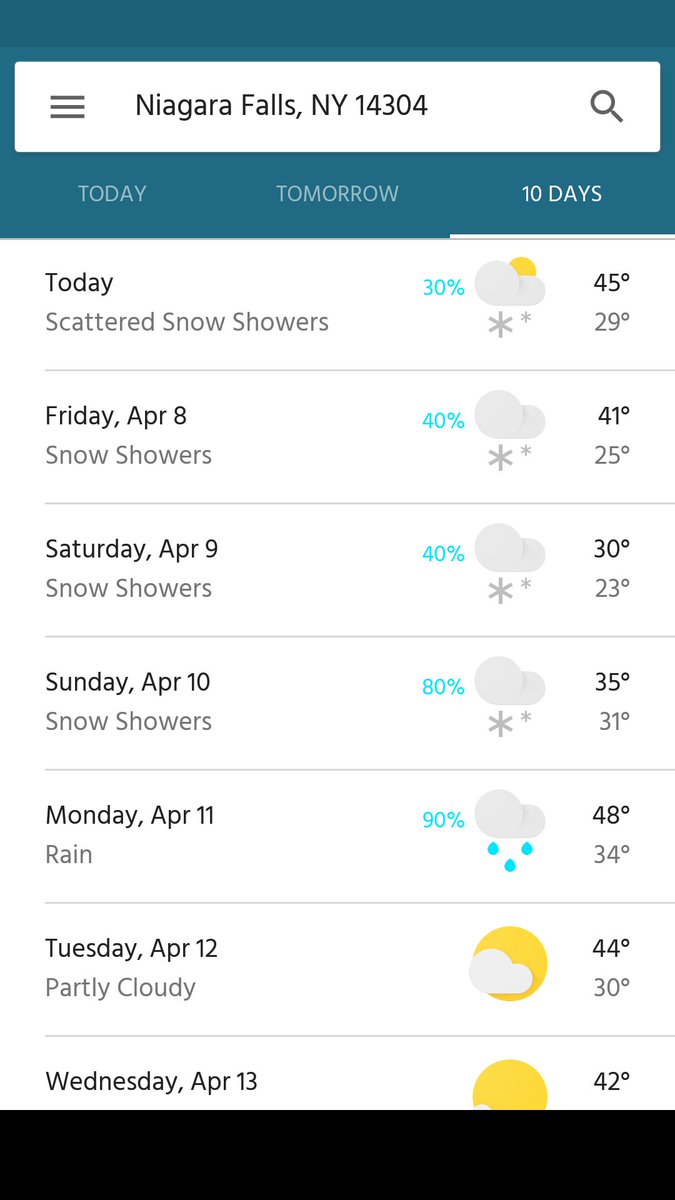 Niagara Falls, NY 14304
TODAY TOMORROW 10 DAYS
Today 30% 45°
Scattered Snow Showers 29°
Friday, Apr 8 40% 41°
Snow Showers 25°
Saturday, Apr 9 40% 30°
Snow Showers 23°
Sunday, Apr 10 80% 35°
Snow Showers 31°
Monday, Apr 11 90% 48°
Rain 34°
Tuesday, Apr 12 44°
Partly Cloudy 30°
Wednesday, Apr 13 42°